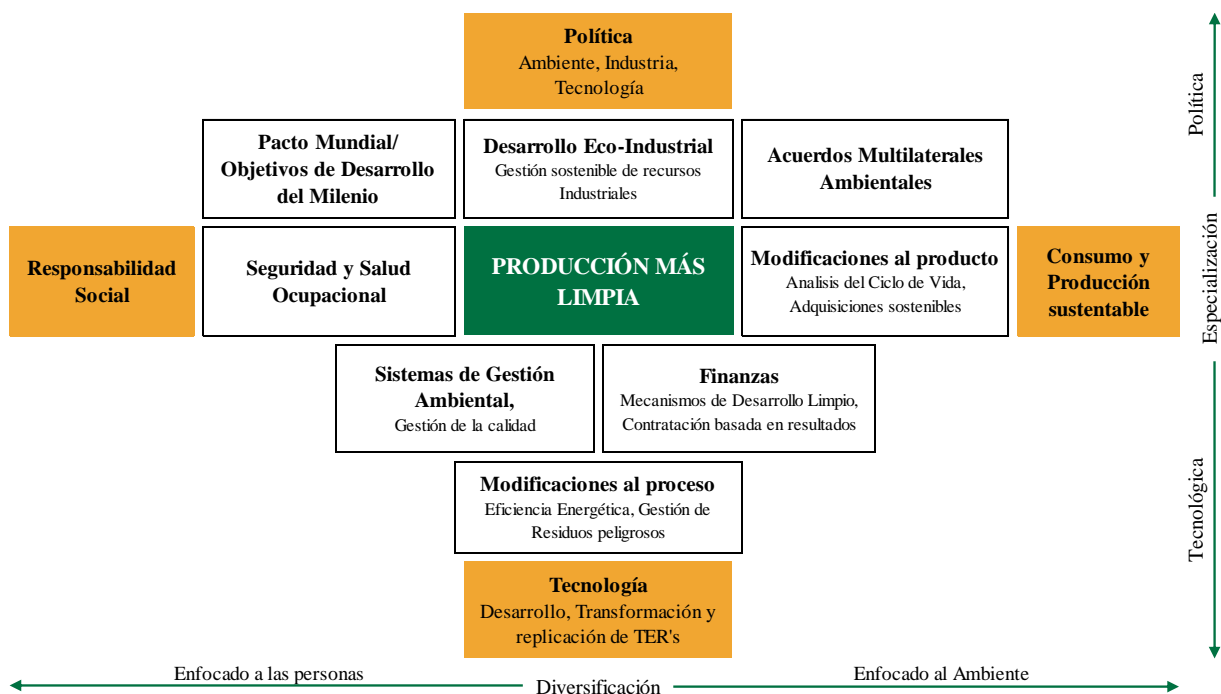 Política
Ambiente, Industria,
Tecnología
Pacto Mundial/
Objetivos de Desarrollo
del Milenio
Desarrollo Eco-Industrial
Gestión sostenible de recursos
Industriales
Acuerdos Multilaterales
Ambientales
Responsabilidad
Social
Seguridad y Salud
Ocupacional
PRODUCCIÓN MÁS
LIMPIA
Modificaciones al producto
Analisis del Ciclo de Vida,
Adquisiciones sostenibles
Consumo y
Producción
sustentable
Sistemas de Gestión
Ambiental,
Gestión de la calidad
Finanzas
Mecanismos de Desarrollo Limpio,
Contratación basada en resultados
Modificaciones al proceso
Eficiencia Energética, Gestión de
Residuos peligrosos
Tecnología
Desarrollo, Transformación y
replicación de TER's
Política
Especialización
Tecnológica
Enfocado a las personas
Diversificación
Enfocado al Ambiente